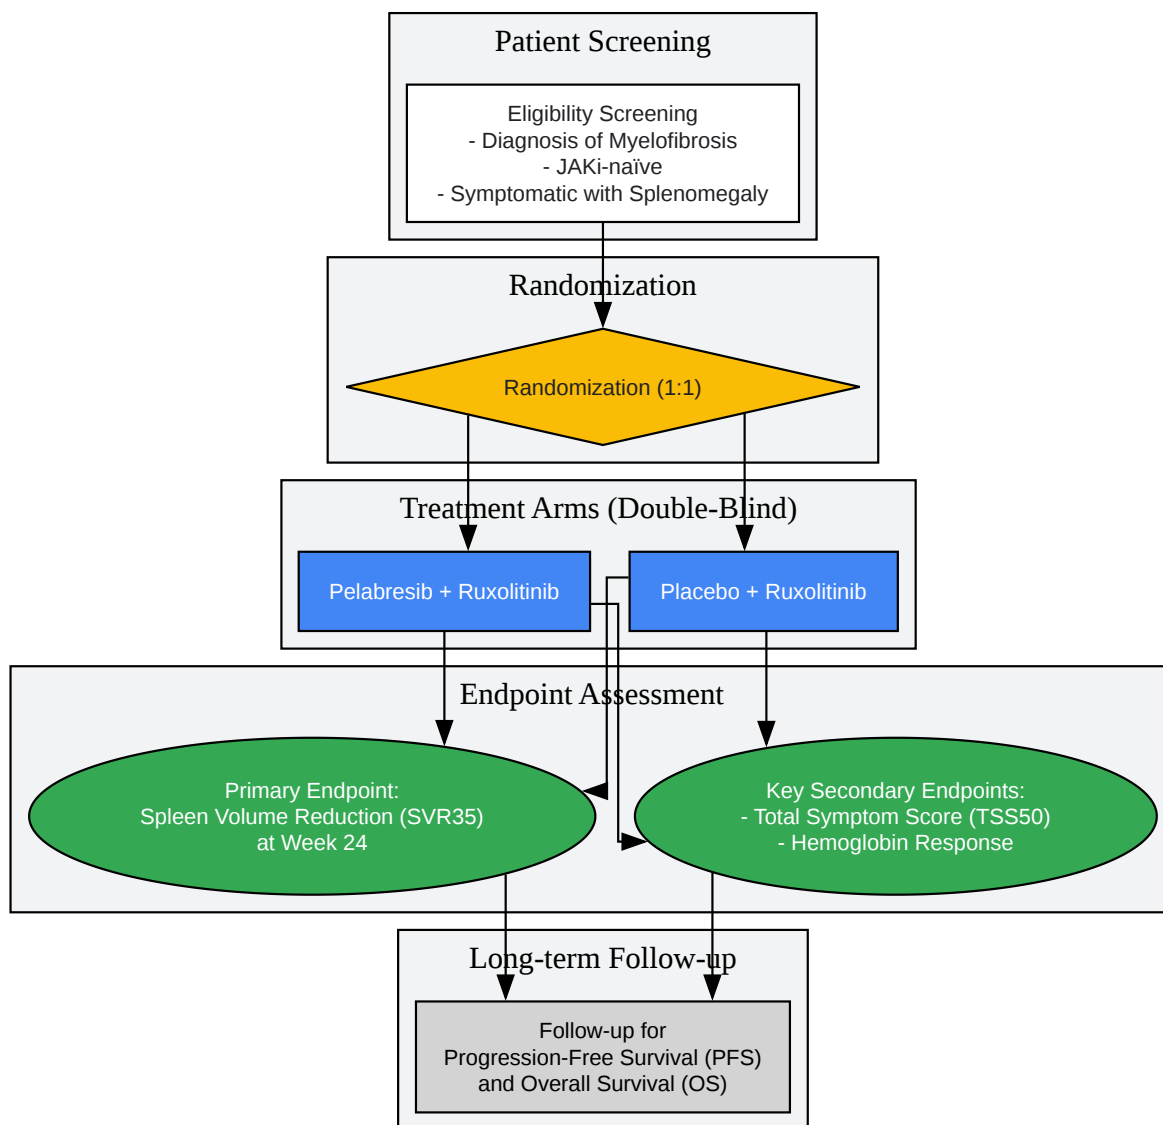 Patient Screening
Eligibility Screening
- Diagnosis of Myelofibrosis
- JAKi-naïve
- Symptomatic with Splenomegaly
Randomization
Randomization (1:1)
Treatment Arms (Double-Blind)
Pelabresib + Ruxolitinib
Placebo + Ruxolitinib
Endpoint Assessment
Primary Endpoint:
Spleen Volume Reduction (SVR35)
at Week 24
Key Secondary Endpoints:
- Total Symptom Score (TSS50)
- Hemoglobin Response
Long-term Follow-up
Follow-up for
Progression-Free Survival (PFS)
and Overall Survival (OS)